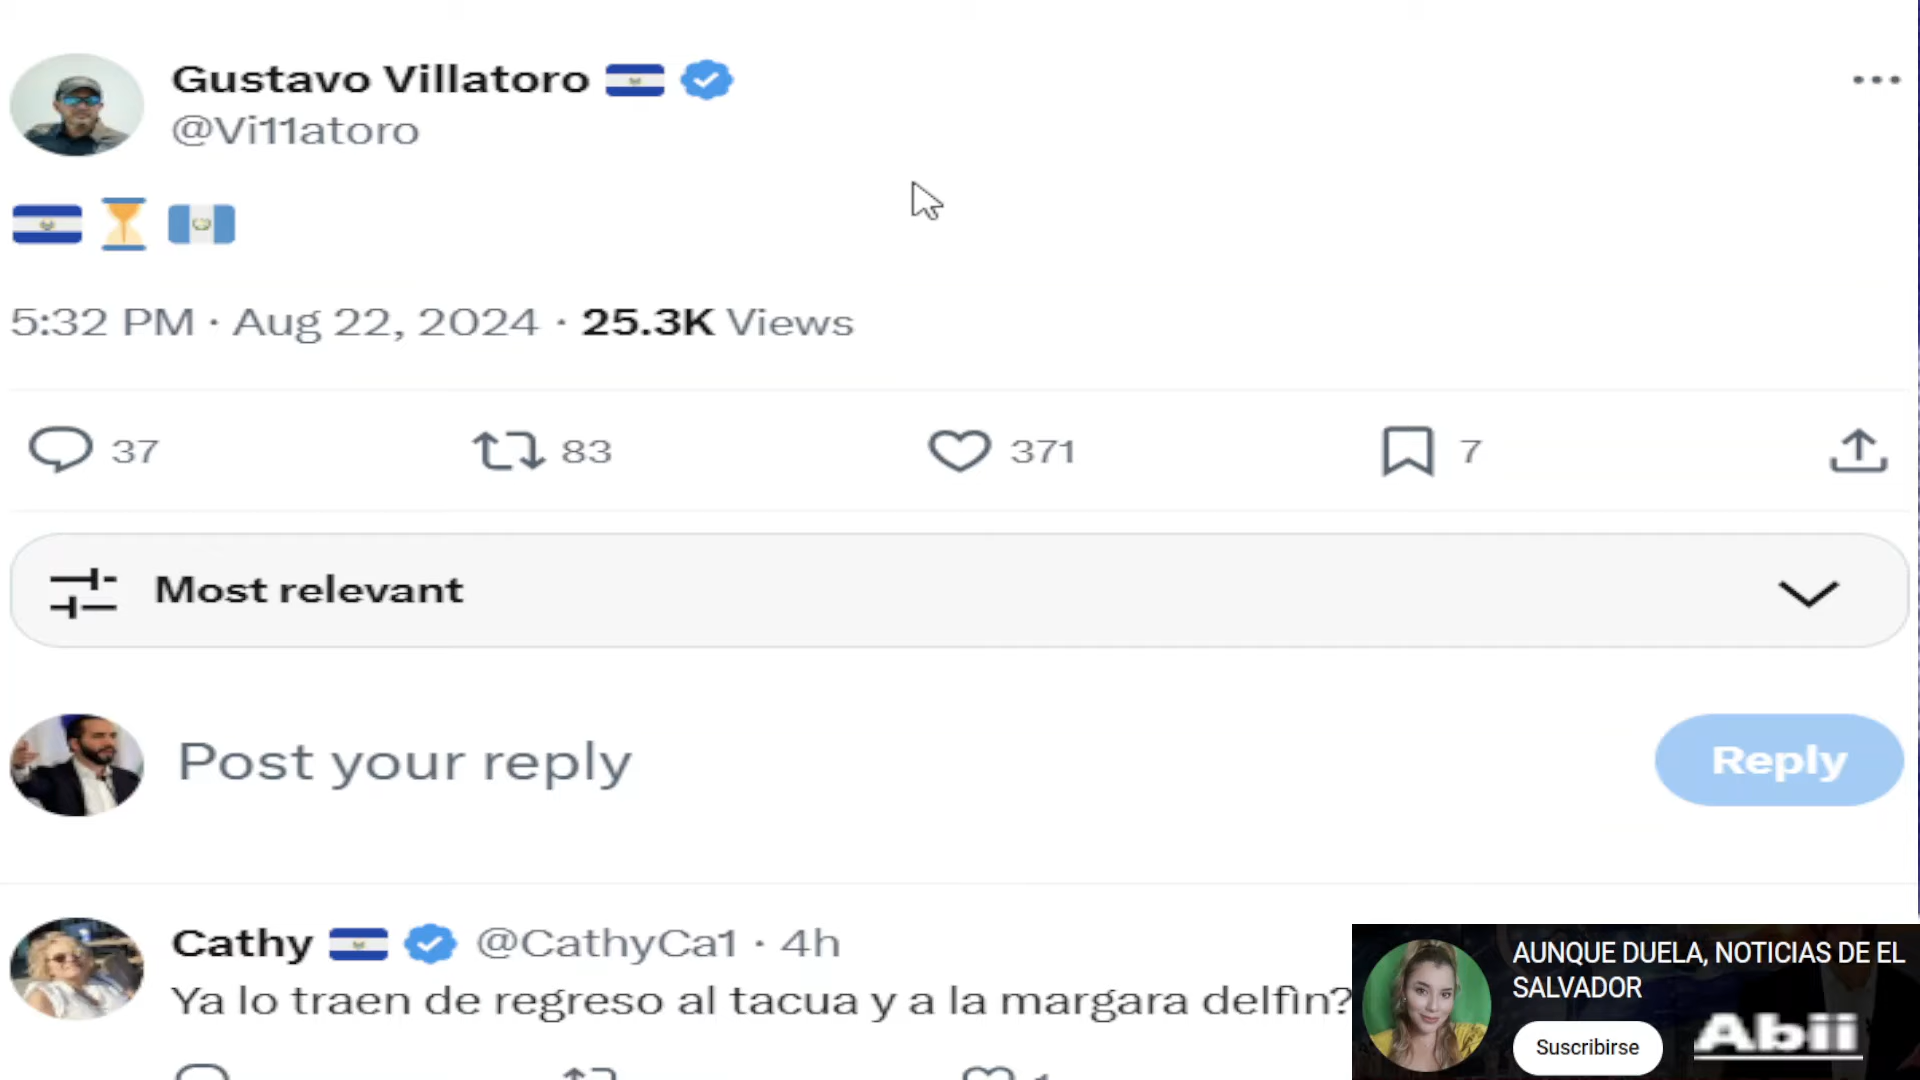 Gustavo Villatoro
@Vi11atoro
5:32 PM · Aug 22, 2024 · 25.3K Views
37 83 371 7
Most relevant
Post your reply
Reply
Cathy @CathyCa1 · 4h
Ya lo traen de regreso al tacua y a la margara delfin?
1
AUNQUE DUELA, NOTICIAS DE EL
SALVADOR
Suscribirse
Abii